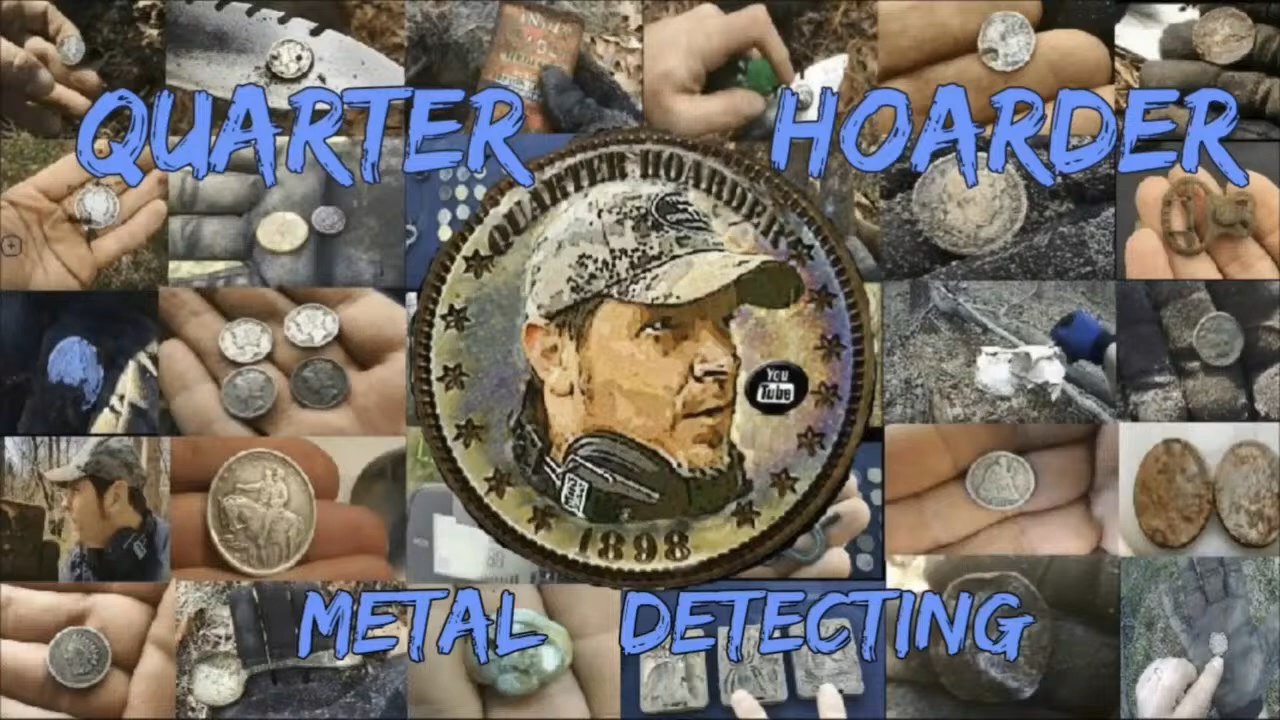 QUARTER HOARDER
QUARTER HOARDER
You
Tube
1898
METAL DETECTING